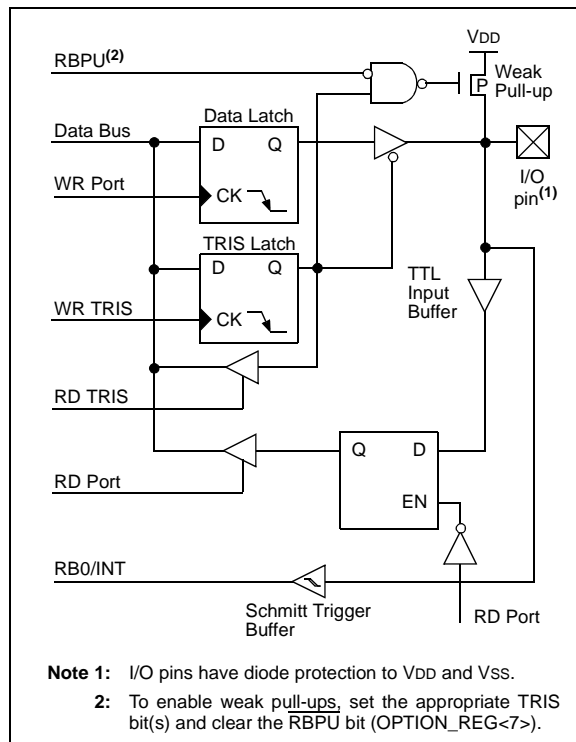 RBPU(2)
VDD
P
Weak
Pull-up
Data Bus
Data Latch
D Q
WR Port
CK
I/O
pin(1)
TRIS Latch
D Q
TTL
Input
Buffer
WR TRIS
CK
RD TRIS
Q D
RD Port
EN
RB0/INT
Schmitt Trigger
Buffer
RD Port
Note 1: I/O pins have diode protection to VDD and VSS.
2: To enable weak pull-ups, set the appropriate TRIS
bit(s) and clear the R̅B̅P̅U̅ bit (OPTION_REG<7>).